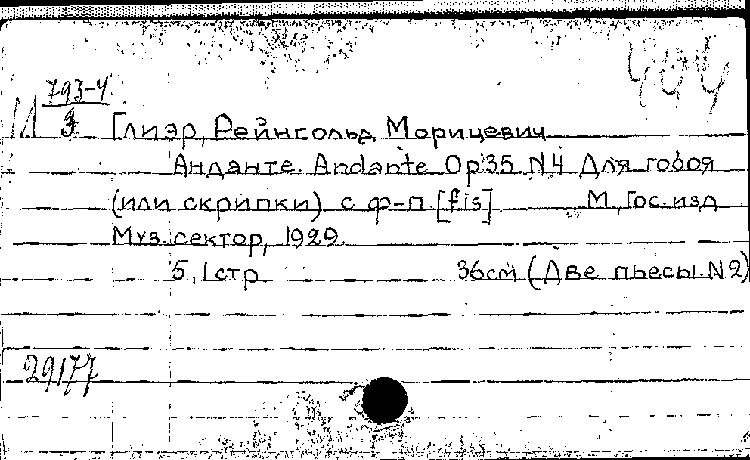 793-4
3
Глиэр, Рейнгольд Морицевич
Анданте. Andante Op 35 N4 Для гобоя
(или скрипки) с ф-п. [fis] М., Гос. изд
Муз. сектор, 1929.
5, 1 стр. 36см (Две пьесы. N2)
29177